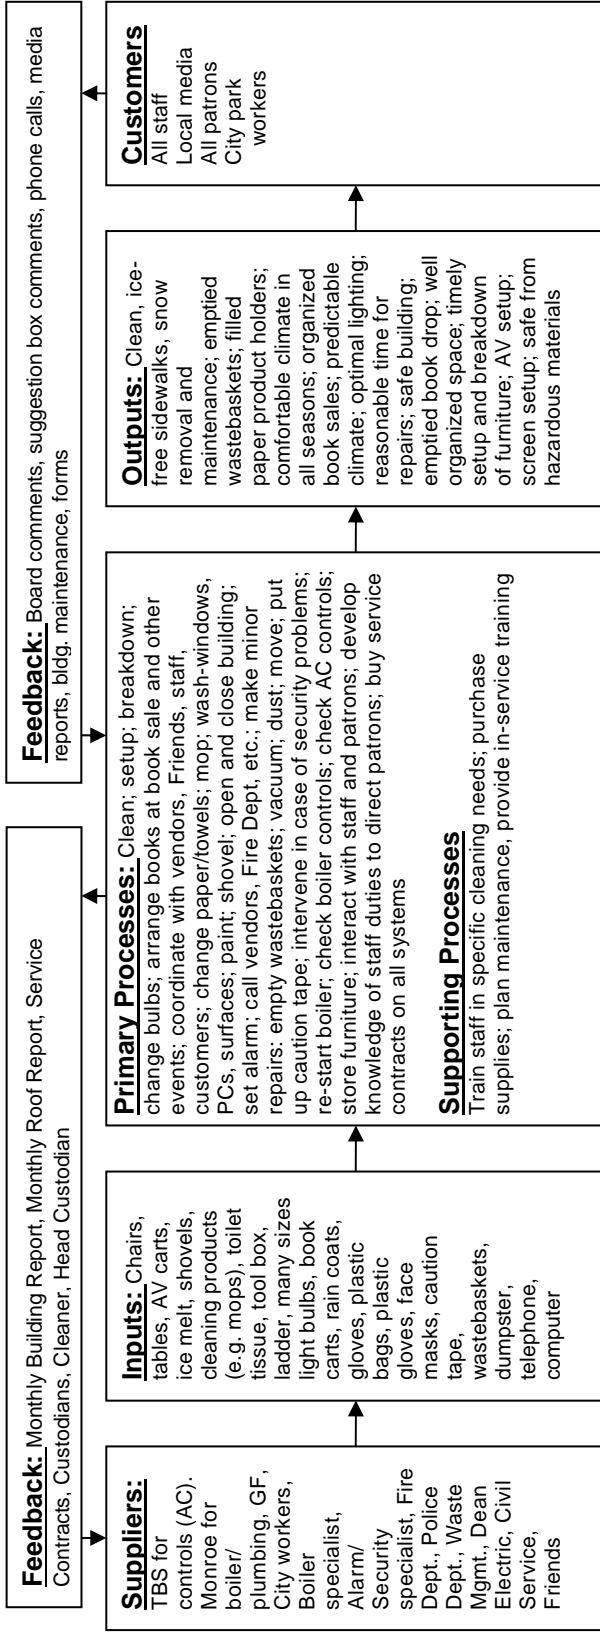 Feedback: Monthly Building Report, Monthly Roof Report, Service
Contracts, Custodians, Cleaner, Head Custodian
Feedback: Board comments, suggestion box comments, phone calls, media
reports, bldg. maintenance, forms
Suppliers:
TBS for
controls (AC).
Monroe for
boiler/
plumbing, GF,
City workers,
Boiler
specialist,
Alarm/
Security
specialist, Fire
Dept., Police
Dept., Waste
Mgmt., Dean
Electric, Civil
Service,
Friends
Inputs: Chairs,
tables, AV carts,
ice melt, shovels,
cleaning products
(e.g. mops), toilet
tissue, tool box,
ladder, many sizes
light bulbs, book
carts, rain coats,
gloves, plastic
bags, plastic
gloves, face
masks, caution
tape,
wastebaskets,
dumpster,
telephone,
computer
Primary Processes: Clean; setup; breakdown;
change bulbs; arrange books at book sale and other
events; coordinate with vendors, Friends, staff,
customers; change paper/towels; mop; wash-windows,
PCs, surfaces; paint; shovel; open and close building;
set alarm; call vendors, Fire Dept, etc.; make minor
repairs: empty wastebaskets; vacuum; dust; move; put
up caution tape; intervene in case of security problems;
re-start boiler; check boiler controls; check AC controls;
store furniture; interact with staff and patrons; develop
knowledge of staff duties to direct patrons; buy service
contracts on all systems
Supporting Processes
Train staff in specific cleaning needs; purchase
supplies; plan maintenance, provide in-service training
Outputs: Clean, ice-
free sidewalks, snow
removal and
maintenance; emptied
wastebaskets; filled
paper product holders;
comfortable climate in
all seasons; organized
book sales; predictable
climate; optimal lighting;
reasonable time for
repairs; safe building;
emptied book drop; well
organized space; timely
setup and breakdown
of furniture; AV setup;
screen setup; safe from
hazardous materials
Customers
All staff
Local media
All patrons
City park
workers